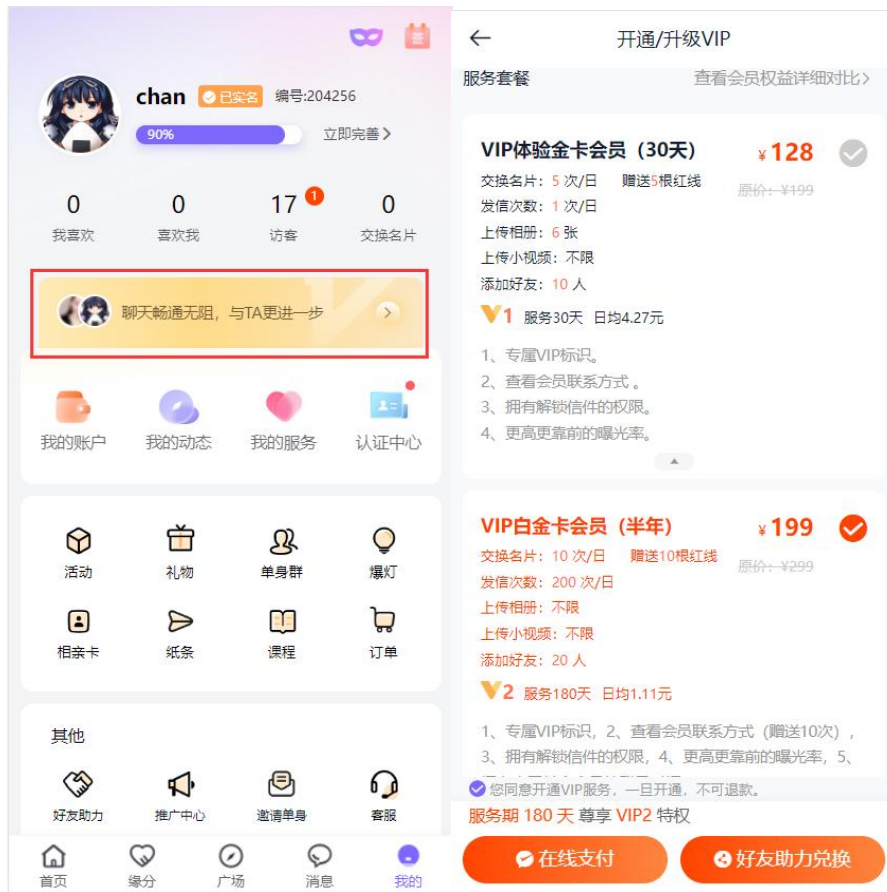 签
chan 已实名 编号:204256
90% 立即完善
0 0 17 1 0
我喜欢 喜欢我 访客 交换名片
聊天畅通无阻，与TA更进一步
我的账户 我的动态 我的服务 认证中心
活动 礼物 单身群 爆灯
相亲卡 纸条 课程 订单
其他
好友助力 推广中心 邀请单身 客服
首页 缘分 广场 消息 我的
开通/升级VIP
服务套餐 查看会员权益详细对比
VIP体验金卡会员（30天） ¥128
交换名片：5 次/日 赠送5根红线 原价：¥199
发信次数：1 次/日
上传相册：6 张
上传小视频：不限
添加好友：10 人
V1 服务30天 日均4.27元
1、专属VIP标识。
2、查看会员联系方式 。
3、拥有解锁信件的权限。
4、更高更靠前的曝光率。
VIP白金卡会员（半年） ¥199
交换名片：10 次/日 赠送10根红线 原价：¥299
发信次数：200 次/日
上传相册：不限
上传小视频：不限
添加好友：20 人
V2 服务180天 日均1.11元
1、专属VIP标识，2、查看会员联系方式（赠送10次），
3、拥有解锁信件的权限，4、更高更靠前的曝光率，5、
您同意开通VIP服务，一旦开通，不可退款。
服务期 180 天 尊享 VIP2 特权
在线支付 好友助力兑换